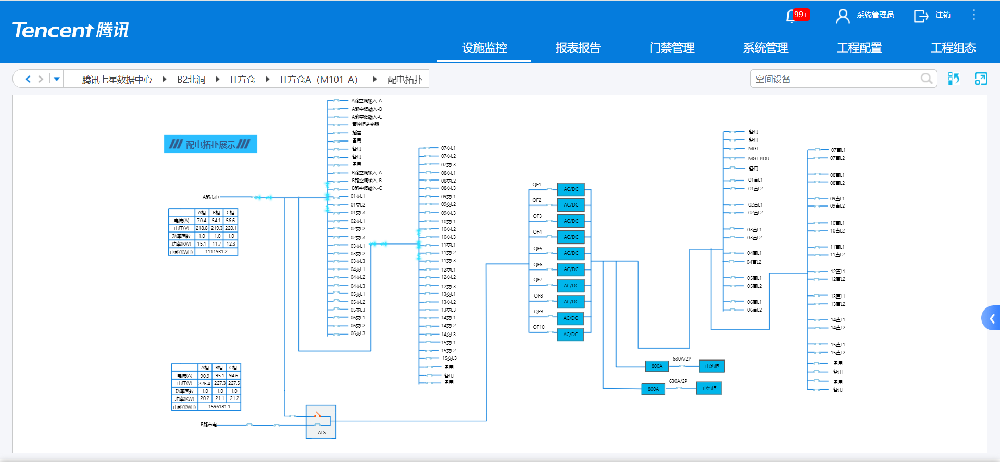 Tencent 腾讯
99+
系统管理员
注销
设施监控
报表报告
门禁管理
系统管理
工程配置
工程组态
腾讯七星数据中心
B2北洞
IT方仓
IT方仓A（M101-A）
配电拓扑
空间设备
配电拓扑展示
A路空调输入-A
A路空调输入-B
A路空调输入-C
管控柜逆变器
插座
备用
备用
备用
备用
B路空调输入-A
B路空调输入-B
B路空调输入-C
01交L1
01交L2
01交L3
02交L1
02交L2
02交L3
03交L1
03交L2
03交L3
04交L1
04交L2
04交L3
05交L1
05交L2
05交L3
06交L1
06交L2
06交L3
A路市电
A相 B相 C相
电流(A) 70.4 54.1 56.6
电压(V) 218.8 219.3 220.1
功率因数 1.0 1.0 1.0
功率(KW) 15.1 11.7 12.3
电能(KWH) 1111931.2
A相 B相 C相
电流(A) 90.9 95.1 94.6
电压(V) 226.4 227.3 227.5
功率因数 1.0 1.0 1.0
功率(KW) 20.2 21.1 21.2
电能(KWH) 1596181.1
B路市电
ATS
07交L1
07交L2
07交L3
08交L1
08交L2
08交L3
09交L1
09交L2
09交L3
10交L1
10交L2
10交L3
11交L1
11交L2
11交L3
12交L1
12交L2
12交L3
13交L1
13交L2
13交L3
14交L1
14交L2
14交L3
15交L1
15交L2
15交L3
备用
备用
备用
QF1 AC/DC
QF2 AC/DC
QF3 AC/DC
QF4 AC/DC
QF5 AC/DC
QF6 AC/DC
QF7 AC/DC
QF8 AC/DC
QF9 AC/DC
QF10 AC/DC
800A 630A/2P 电池柜
800A 630A/2P 电池柜
备用
备用
MGT
MGT PDU
备用
01直L1
01直L2
02直L1
02直L2
03直L1
03直L2
04直L1
04直L2
05直L1
05直L2
06直L1
06直L2
07直L1
07直L2
08直L1
08直L2
09直L1
09直L2
10直L1
10直L2
11直L1
11直L2
12直L1
12直L2
13直L1
13直L2
14直L1
14直L2
15直L1
15直L2
备用
备用
备用
备用